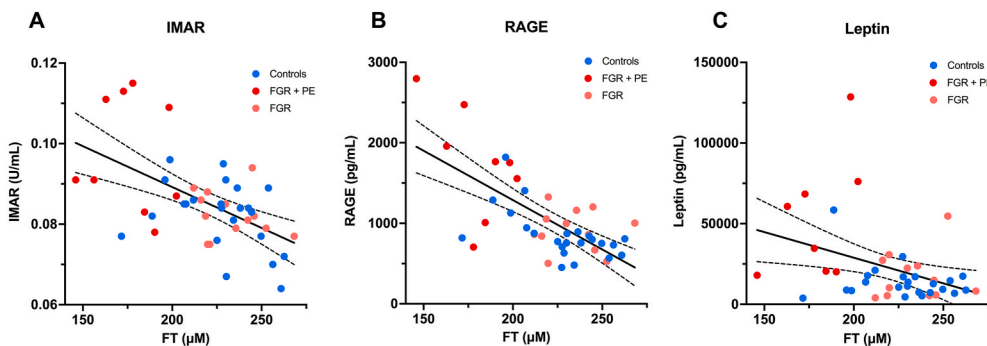 A
IMAR
Controls
FGR + PE
FGR
0.12
0.10
0.08
0.06
IMAR (U/mL)
150
200
250
FT (µM)
B
RAGE
Controls
FGR + PE
FGR
3000
2000
1000
0
RAGE (pg/mL)
150
200
250
FT (µM)
C
Leptin
Controls
FGR + PE
FGR
150000
100000
50000
0
Leptin (pg/mL)
150
200
250
FT (µM)